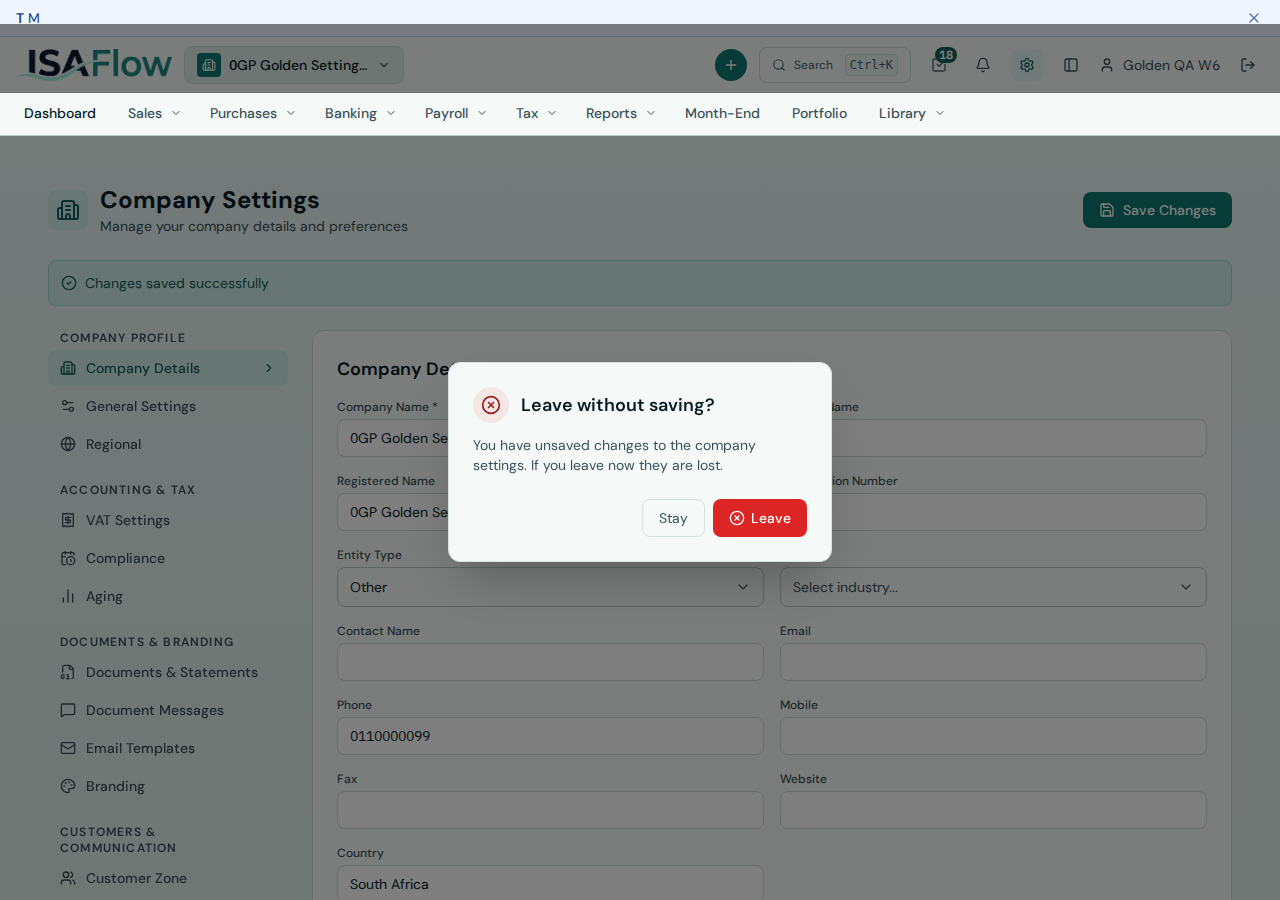 T M
ISAFlow
0GP Golden Setting...
Search
Ctrl+K
18
Golden QA W6
Dashboard
Sales
Purchases
Banking
Payroll
Tax
Reports
Month-End
Portfolio
Library
Company Settings
Manage your company details and preferences
Save Changes
Changes saved successfully
COMPANY PROFILE
Company Details
General Settings
Regional
ACCOUNTING & TAX
VAT Settings
Compliance
Aging
DOCUMENTS & BRANDING
Documents & Statements
Document Messages
Email Templates
Branding
CUSTOMERS &
COMMUNICATION
Customer Zone
Company Name *
0GP Golden
Registered Name
0GP Golden
Number
Entity Type
Other
Select industry...
Contact Name
Email
Phone
0110000099
Mobile
Fax
Website
Country
South Africa
Leave without saving?
You have unsaved changes to the company
settings. If you leave now they are lost.
Stay
Leave